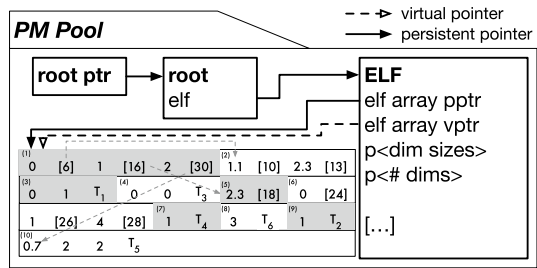 virtual pointer
persistent pointer
PM Pool
root ptr
root
elf
ELF
elf array pptr
elf array vptr
p<dim sizes>
p<# dims>
[...]
(1) 0 [6] 1 [16] 2 [30] (2) 1.1 [10] 2.3 [13]
(3) 0 1 T1 (4) 0 0 T3 (5) 2.3 [18] (6) 0 [24]
1 [26] 4 [28] (7) 1 T4 (8) 3 T6 (9) 1 T2
(10) 0.7 2 2 T5